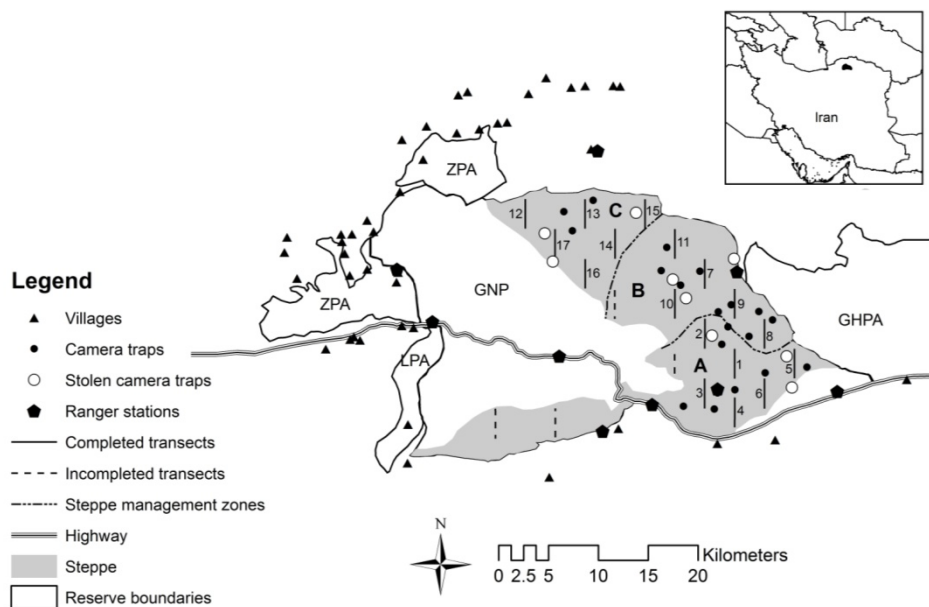 Iran
ZPA
C
12
13
15
17
14
11
16
B
7
GNP
10
9
GHPA
ZPA
2
8
LPA
A
1
5
3
6
4
Legend
Villages
Camera traps
Stolen camera traps
Ranger stations
Completed transects
Incompleted transects
Steppe management zones
Highway
Steppe
Reserve boundaries
N
Kilometers
0 2.5 5 10 15 20